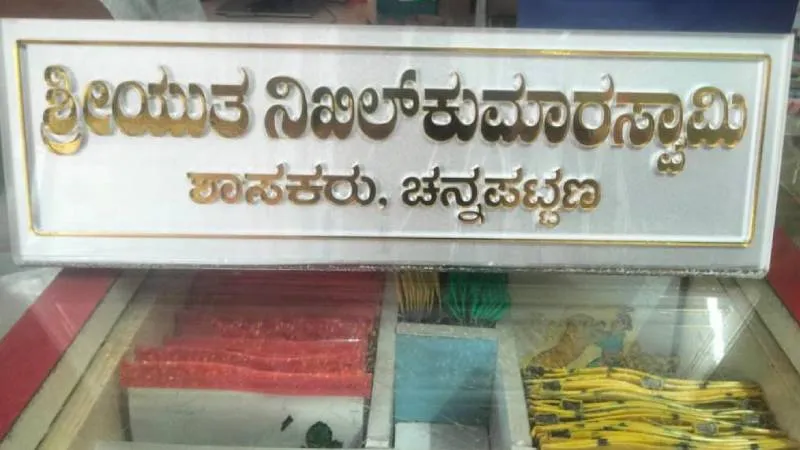 ಶ್ರೀಯುತ ನಿಖಿಲ್‌ಕುಮಾರಸ್ವಾಮಿ
ಶಾಸಕರು, ಚನ್ನಪಟ್ಟಣ